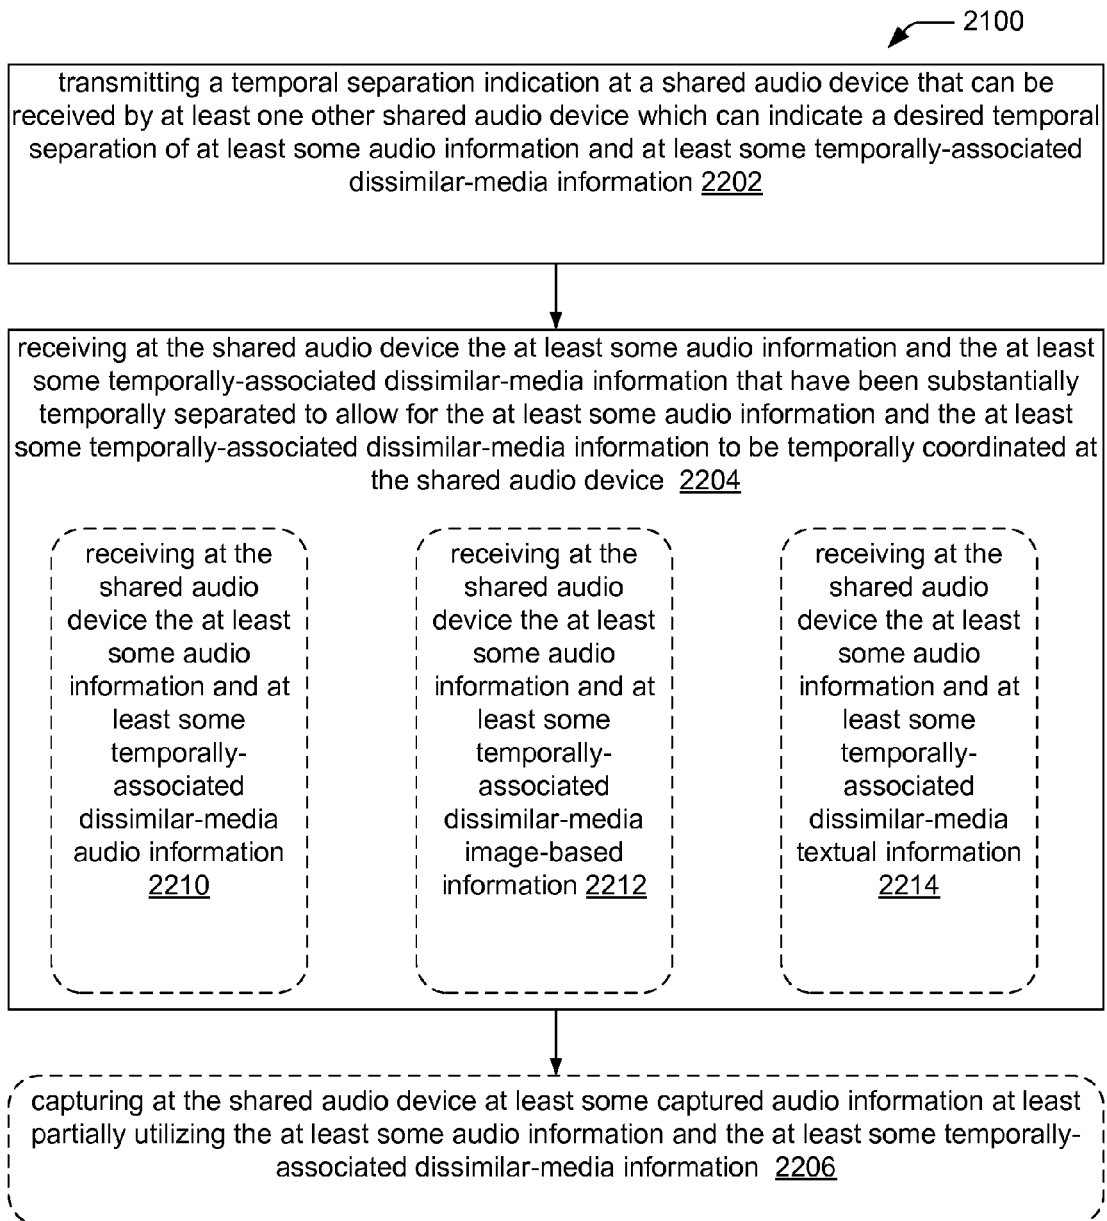 2100
transmitting a temporal separation indication at a shared audio device that can be
received by at least one other shared audio device which can indicate a desired temporal
separation of at least some audio information and at least some temporally-associated
dissimilar-media information 2202
receiving at the shared audio device the at least some audio information and the at least
some temporally-associated dissimilar-media information that have been substantially
temporally separated to allow for the at least some audio information and the at least
some temporally-associated dissimilar-media information to be temporally coordinated at
the shared audio device 2204
receiving at the
shared audio
device the at least
some audio
information and at
least some
temporally-
associated
dissimilar-media
audio information
2210
receiving at the
shared audio
device the at least
some audio
information and at
least some
temporally-
associated
dissimilar-media
image-based
information 2212
receiving at the
shared audio
device the at least
some audio
information and at
least some
temporally-
associated
dissimilar-media
textual information
2214
capturing at the shared audio device at least some captured audio information at least
partially utilizing the at least some audio information and the at least some temporally-
associated dissimilar-media information 2206